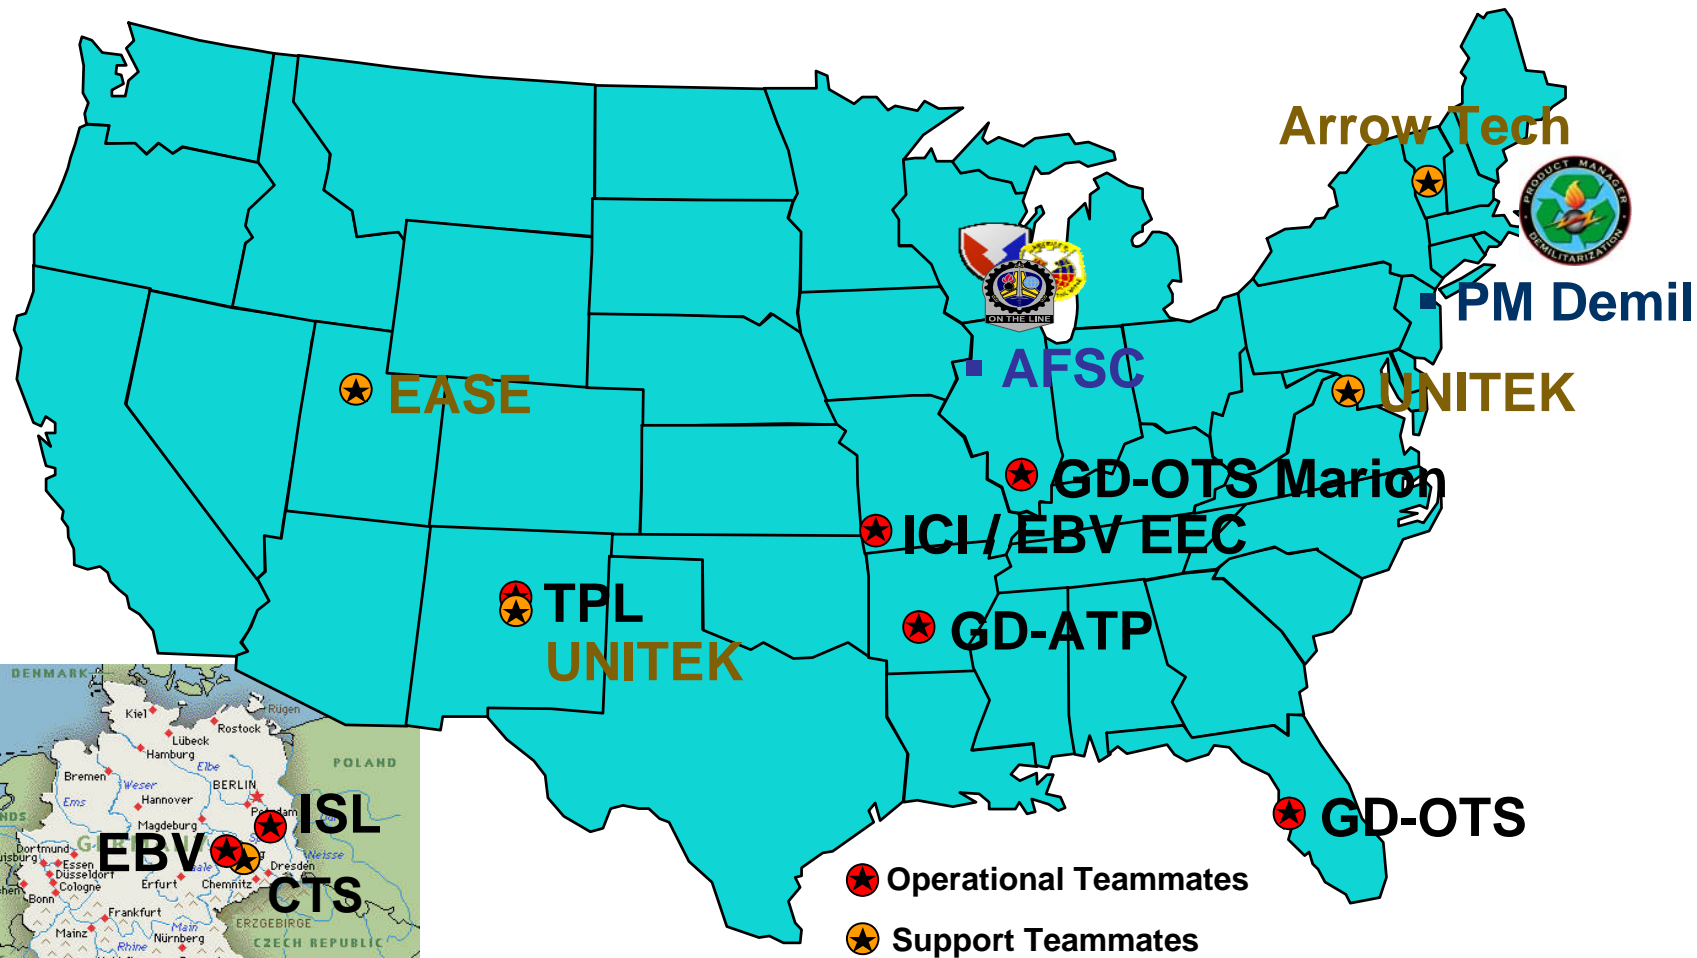 Arrow Tech
PRODUCT MANAGER
DEMILITARIZATION
PM Demil
ON THE LINE
AFSC
EASE
UNITEK
GD-OTS Marion
ICI / EBV EEC
TPL
UNITEK
GD-ATP
GD-OTS
DENMARK
Kiel
Rügen
Rostock
Lübeck
Hamburg
Elbe
POLAND
Bremen
Weser
BERLIN
Ems
Hannover
ISL
Magdeburg
EBV
Dortmund
Neisse
Essen
Dresden
Düsseldorf
Cologne
Erfurt
Chemnitz
CTS
Bonn
Frankfurt
ERZGEBIRGE
Mainz
Main
Nürnberg
CZECH REPUBLIC
Rhine
Operational Teammates
Support Teammates